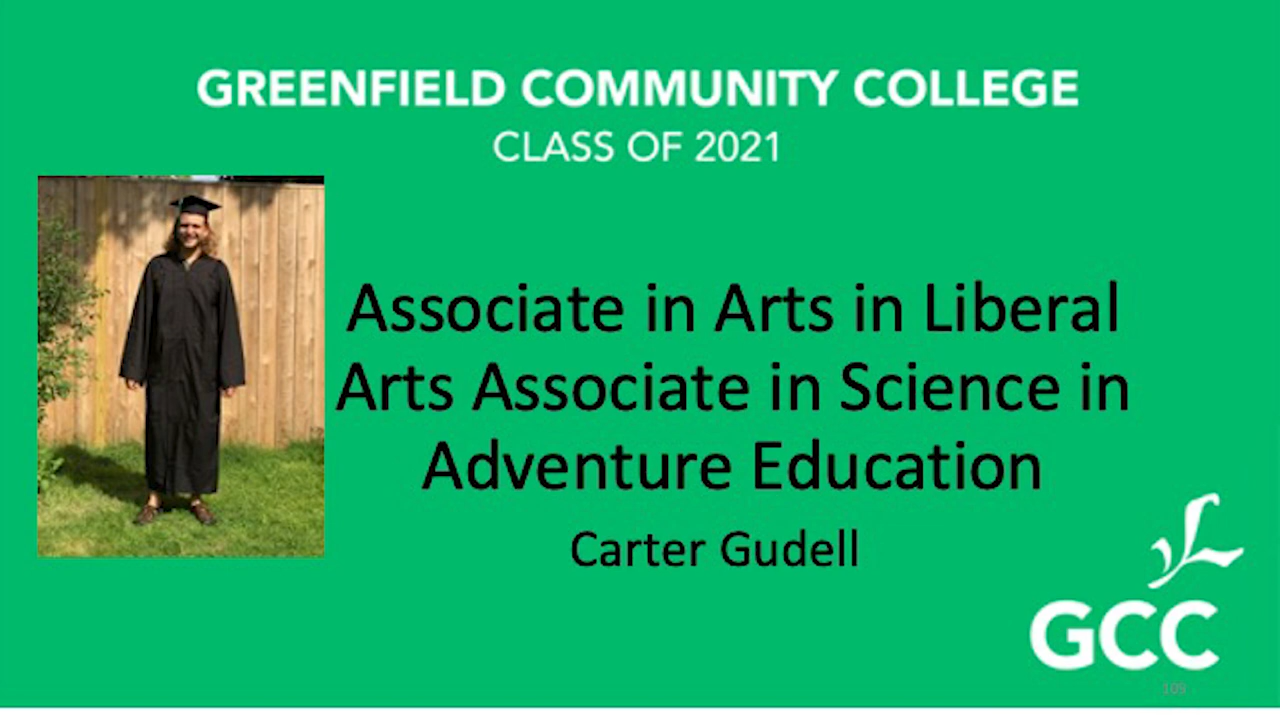 GREENFIELD COMMUNITY COLLEGE
CLASS OF 2021
Associate in Arts in Liberal
Arts Associate in Science in
Adventure Education
Carter Gudell
GCC
109